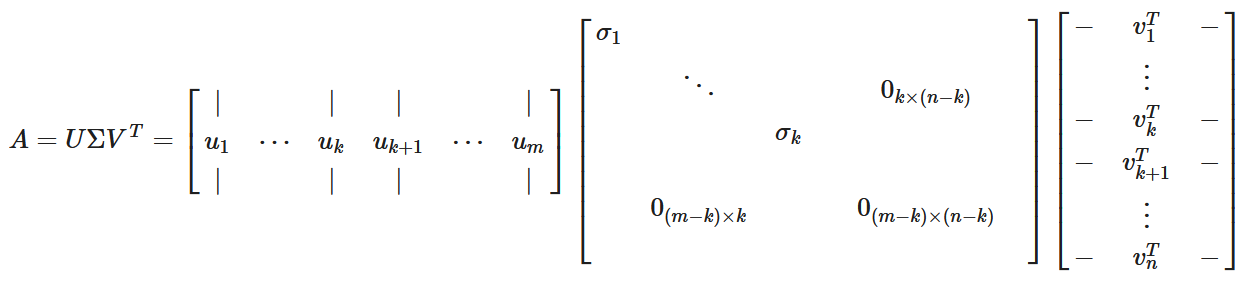 A = UΣV^T = [ | | | | ; u_1 ⋯ u_k u_{k+1} ⋯ u_m ; | | | | ] [ σ_1 ; ⋱ 0_{k×(n−k)} ; σ_k ; 0_{(m−k)×k} 0_{(m−k)×(n−k)} ] [ − v_1^T − ; ⋮ ; − v_k^T − ; − v_{k+1}^T − ; ⋮ ; − v_n^T − ]